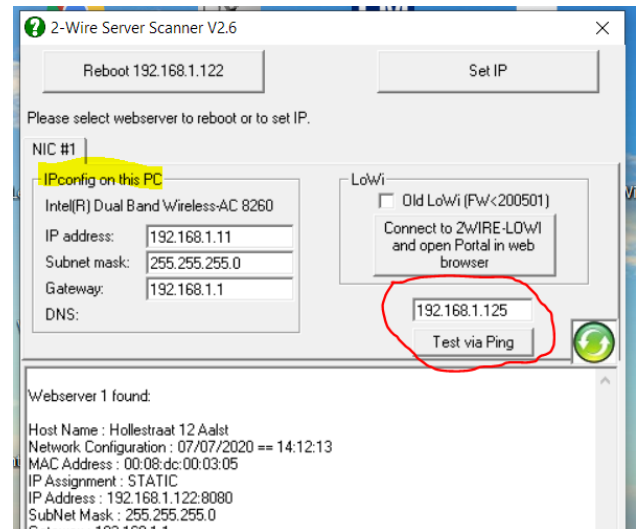 2-Wire Server Scanner V2.6
Reboot 192.168.1.122
Set IP
Please select webserver to reboot or to set IP.
NIC #1
IPconfig on this PC
Intel(R) Dual Band Wireless-AC 8260
IP address: 192.168.1.11
Subnet mask: 255.255.255.0
Gateway: 192.168.1.1
DNS:
LoWi
Old LoWi (FW<200501)
Connect to 2WIRE-LOWI
and open Portal in web
browser
192.168.1.125
Test via Ping
Webserver 1 found:
Host Name : Hollestraat 12 Aalst
Network Configuration : 07/07/2020 == 14:12:13
MAC Address : 00:08:dc:00:03:05
IP Assignment : STATIC
IP Address : 192.168.1.122:8080
SubNet Mask : 255.255.255.0